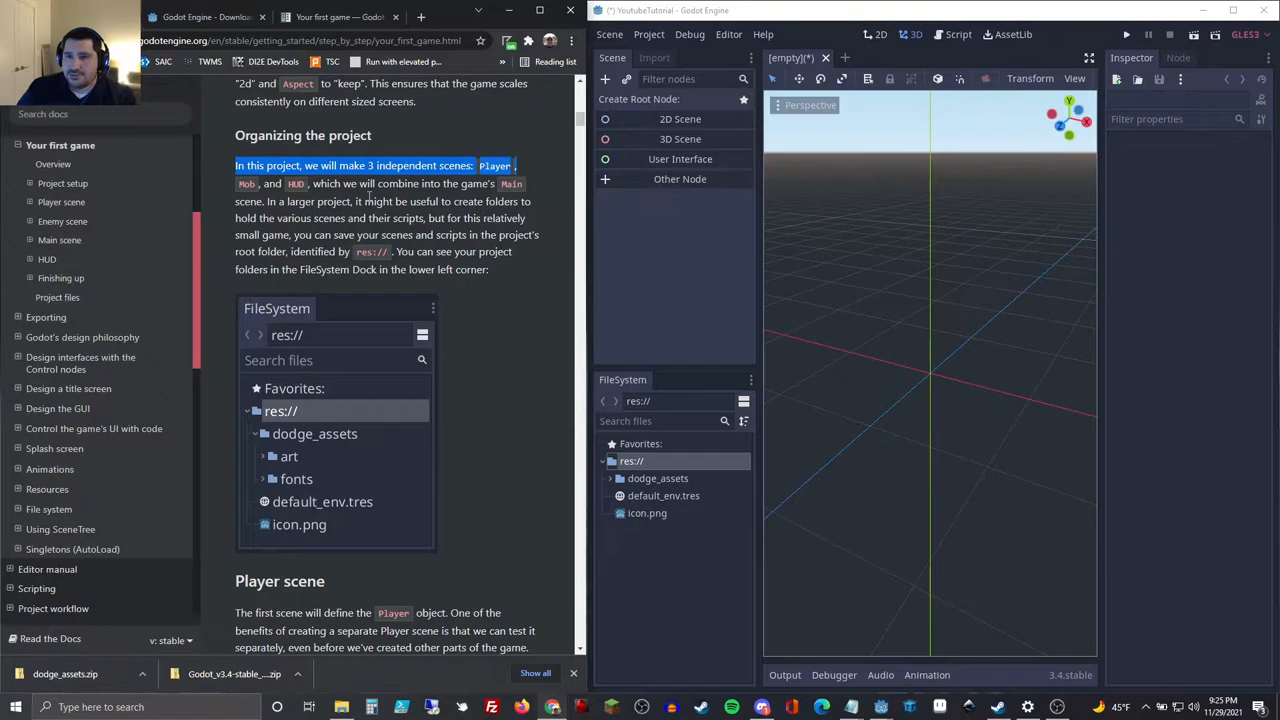 Godot Engine - Downloa
Your first game — Godot
(*) YoutubeTutorial - Godot Engine
odotengine.org/en/stable/getting_started/step_by_step/your_first_game.html
SAIC
TWMS
DI2E DevTools
PTSC
Run with elevated p...
Reading list
Scene
Project
Debug
Editor
Help
2D
3D
Script
AssetLib
GLES3
Search docs
Your first game
Overview
Project setup
Player scene
Enemy scene
Main scene
HUD
Finishing up
Project files
Exporting
Godot's design philosophy
Design interfaces with the
Control nodes
Design a title screen
Design the GUI
Control the game's UI with code
Splash screen
Animations
Resources
File system
Using SceneTree
Singletons (AutoLoad)
Editor manual
Scripting
Project workflow
Read the Docs
v: stable
"2d" and Aspect to "keep". This ensures that the game scales
consistently on different sized screens.
Organizing the project
In this project, we will make 3 independent scenes: Player ,
Mob , and HUD , which we will combine into the game's Main
scene. In a larger project, it might be useful to create folders to
hold the various scenes and their scripts, but for this relatively
small game, you can save your scenes and scripts in the project's
root folder, identified by res:// . You can see your project
folders in the FileSystem Dock in the lower left corner:
FileSystem
res://
Search files
Favorites:
res://
dodge_assets
art
fonts
default_env.tres
icon.png
Player scene
The first scene will define the Player object. One of the
benefits of creating a separate Player scene is that we can test it
separately, even before we've created other parts of the game.
Scene
Import
Filter nodes
Create Root Node:
2D Scene
3D Scene
User Interface
Other Node
FileSystem
res://
Search files
Favorites:
res://
dodge_assets
default_env.tres
icon.png
[empty](*)
Transform
View
Perspective
Y
X
Z
Output
Debugger
Audio
Animation
3.4.stable
Inspector
Node
Filter properties
dodge_assets.zip
Godot_v3.4-stable_....zip
Show all
Type here to search
45°F
9:25 PM
11/29/2021